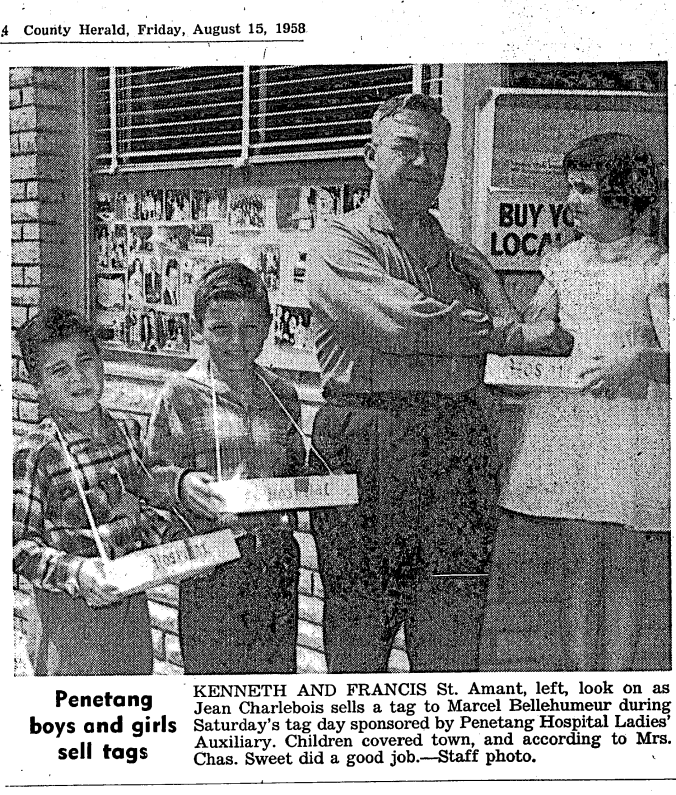 4 County Herald, Friday, August 15, 1958
BUY YO
LOCA
HOSPITAL
HOSPITAL
Penetang
boys and girls
sell tags
KENNETH AND FRANCIS St. Amant, left, look on as
Jean Charlebois sells a tag to Marcel Bellehumeur during
Saturday's tag day sponsored by Penetang Hospital Ladies'
Auxiliary. Children covered town, and according to Mrs.
Chas. Sweet did a good job.—Staff photo.